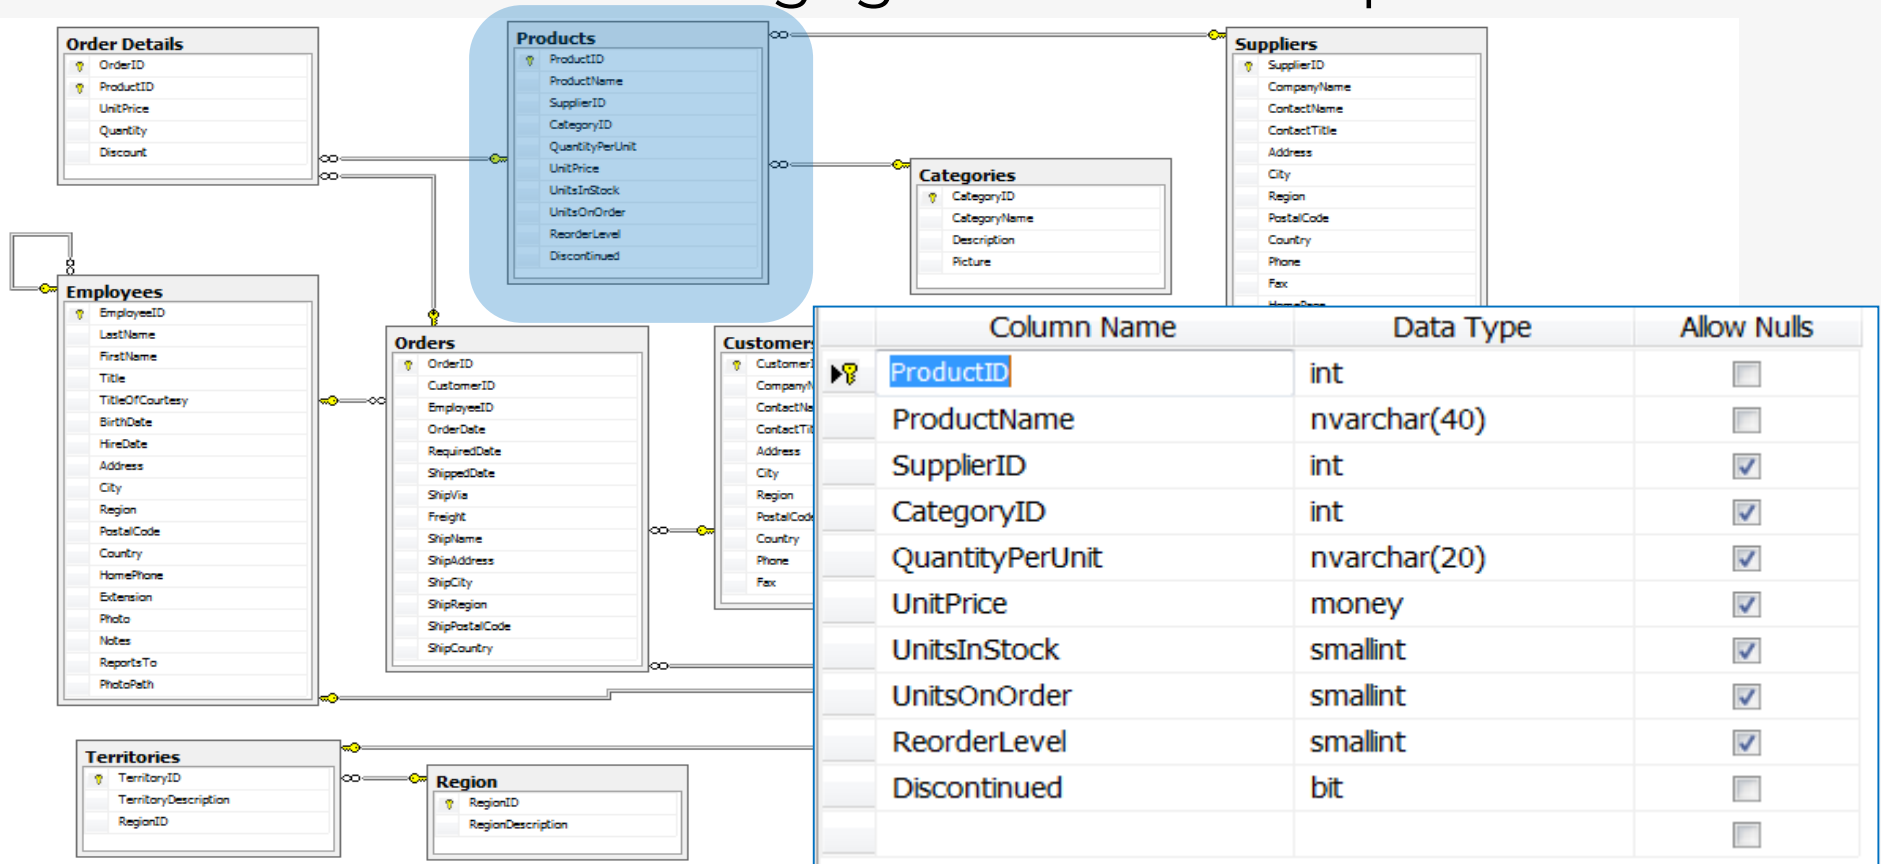 Order Details
OrderID
ProductID
UnitPrice
Quantity
Discount
Products
ProductID
ProductName
SupplierID
CategoryID
QuantityPerUnit
UnitPrice
UnitsInStock
UnitsOnOrder
ReorderLevel
Discontinued
Suppliers
SupplierID
CompanyName
ContactName
ContactTitle
Address
City
Region
PostalCode
Country
Phone
Fax
Categories
CategoryID
CategoryName
Description
Picture
Employees
EmployeeID
LastName
FirstName
Title
TitleOfCourtesy
BirthDate
HireDate
Address
City
Region
PostalCode
Country
HomePhone
Extension
Photo
Notes
ReportsTo
PhotoPath
Orders
OrderID
CustomerID
EmployeeID
OrderDate
RequiredDate
ShippedDate
ShipVia
Freight
ShipName
ShipAddress
ShipCity
ShipRegion
ShipPostalCode
ShipCountry
Customers
Address
City
Region
PostalCode
Country
Phone
Fax
Territories
TerritoryID
TerritoryDescription
RegionID
Region
RegionID
RegionDescription
Column Name Data Type Allow Nulls
ProductID int
ProductName nvarchar(40)
SupplierID int
CategoryID int
QuantityPerUnit nvarchar(20)
UnitPrice money
UnitsInStock smallint
UnitsOnOrder smallint
ReorderLevel smallint
Discontinued bit